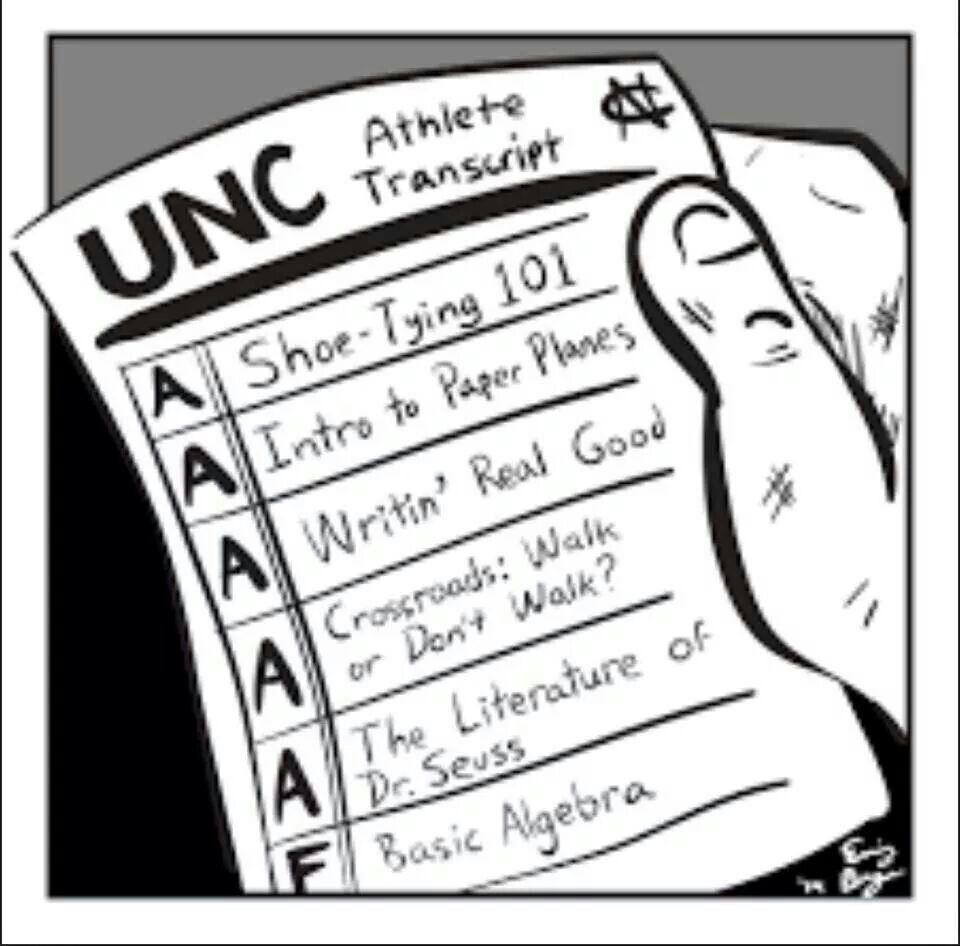 UNC Athlete
Transcript
NC
A Shoe-Tying 101
A Intro to Paper Planes
A Writin' Real Good
A Crossroads: Walk
or Don't Walk?
A The Literature of
Dr. Seuss
F Basic Algebra